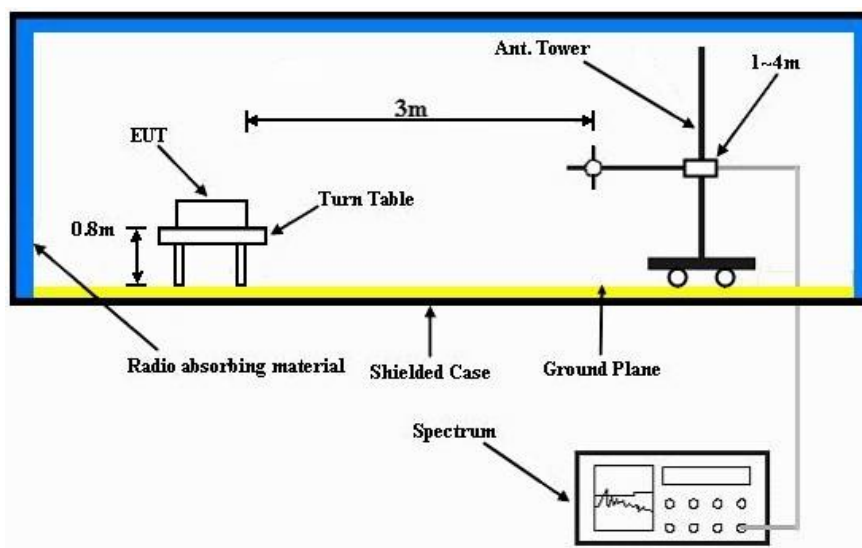 Ant. Tower
1~4m
3m
EUT
Turn Table
0.8m
Radio absorbing material
Shielded Case
Ground Plane
Spectrum